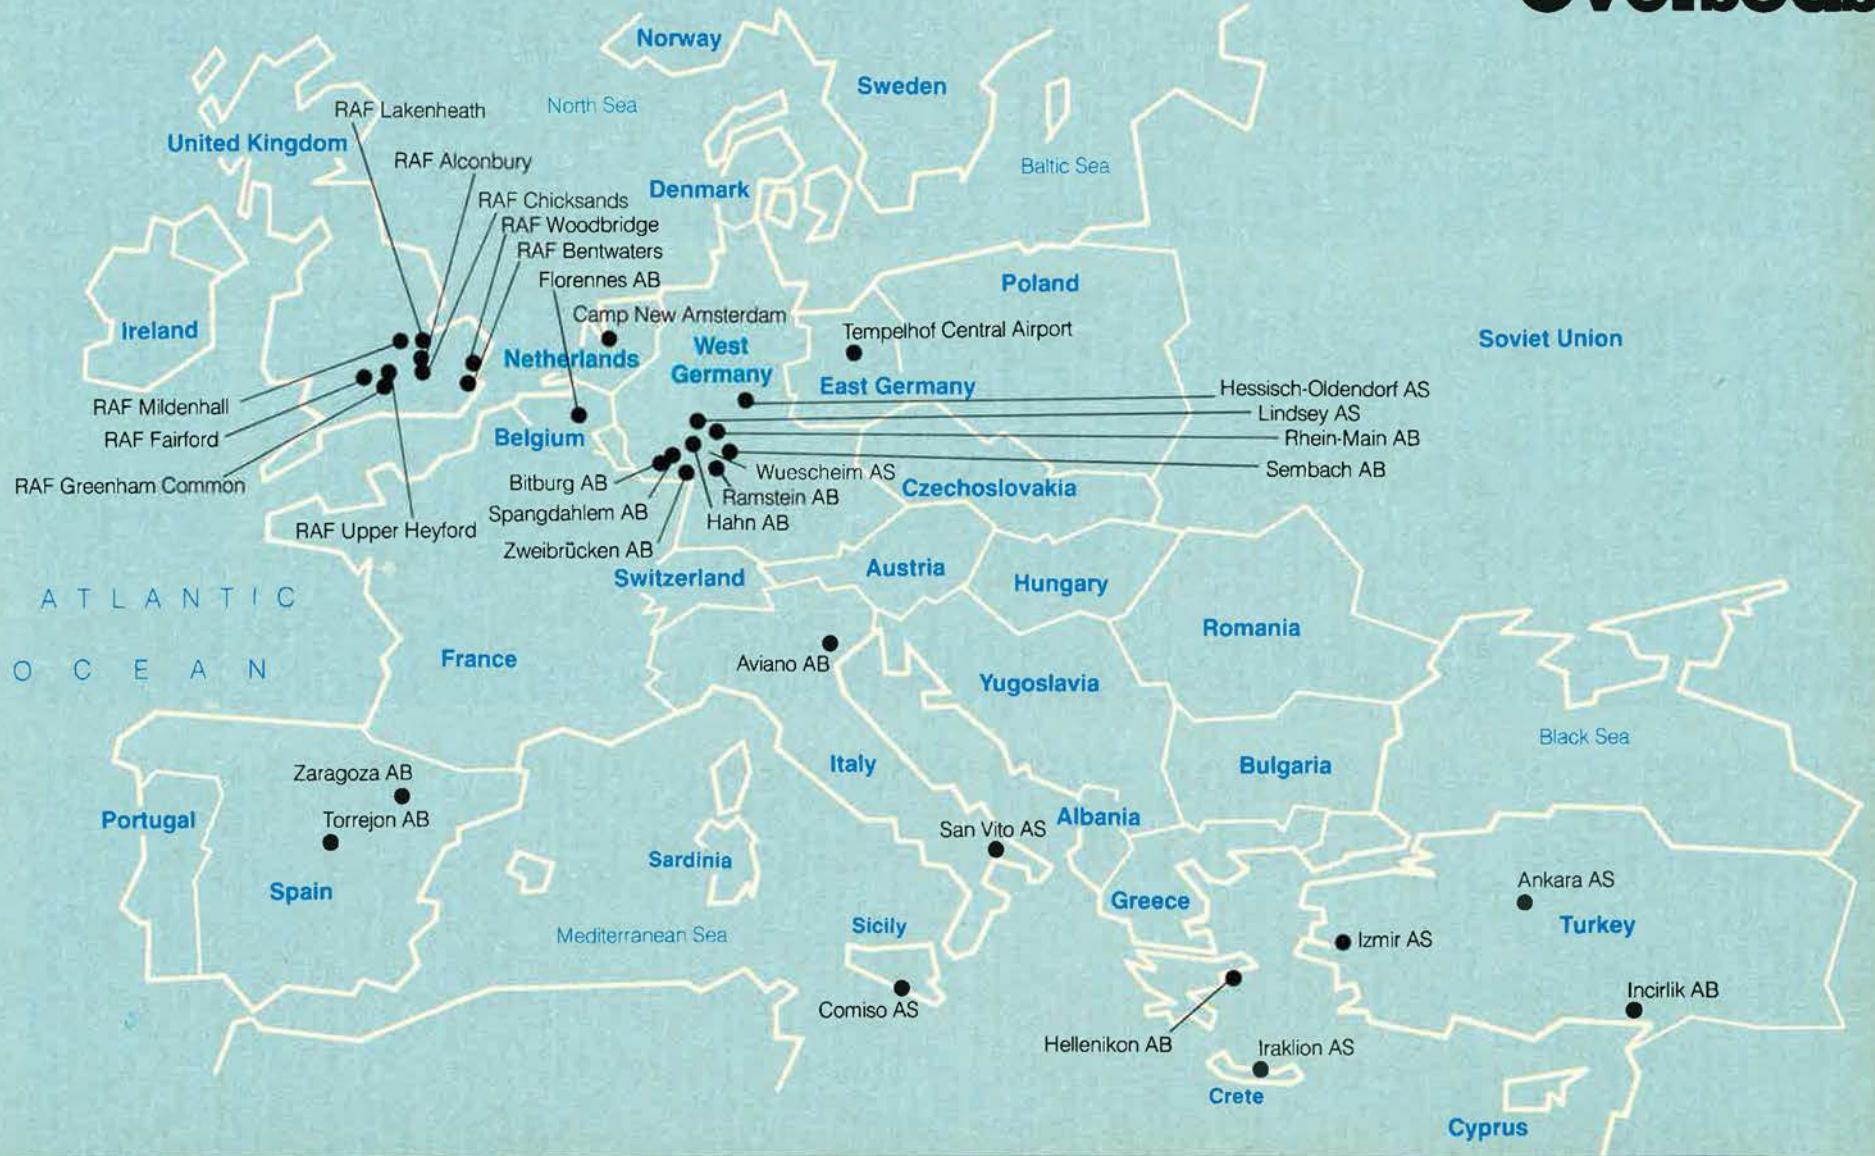 Norway
Sweden
North Sea
RAF Lakenheath
United Kingdom
RAF Alconbury
Baltic Sea
Denmark
RAF Chicksands
RAF Woodbridge
RAF Bentwaters
Florennes AB
Poland
Camp New Amsterdam
Ireland
Tempelhof Central Airport
Soviet Union
West
Germany
Netherlands
East Germany
Hessisch-Oldendorf AS
RAF Mildenhall
Lindsey AS
RAF Fairford
Belgium
Rhein-Main AB
Sembach AB
Wuescheim AS
Bitburg AB
RAF Greenham Common
Czechoslovakia
Ramstein AB
Spangdahlem AB
Hahn AB
RAF Upper Heyford
Zweibrücken AB
Switzerland
Austria
Hungary
ATLANTIC
OCEAN
Romania
France
Aviano AB
Yugoslavia
Black Sea
Italy
Bulgaria
Zaragoza AB
Portugal
Torrejon AB
Albania
San Vito AS
Sardinia
Spain
Ankara AS
Greece
Sicily
Turkey
Mediterranean Sea
Izmir AS
Incirlik AB
Comiso AS
Hellenikon AB
Iraklion AS
Crete
Cyprus